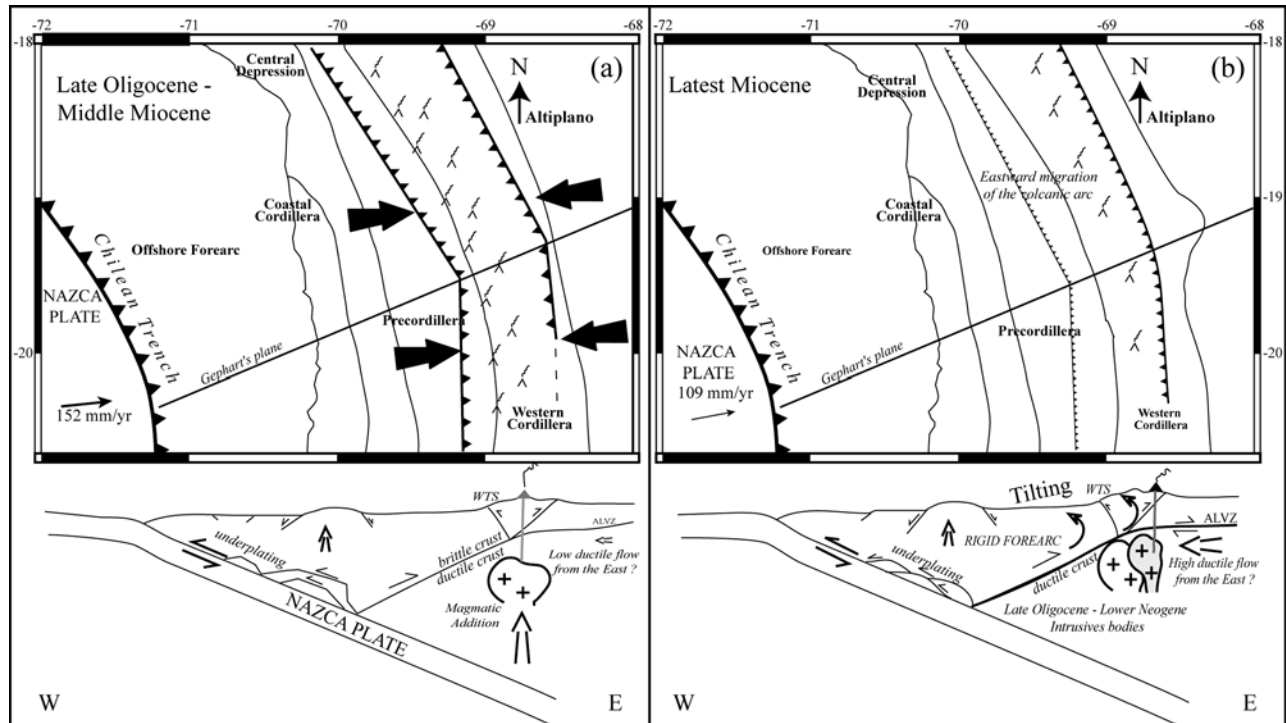 -72
-71
-70
-69
-68
-18
Central
Depression
Late Oligocene -
Middle Miocene
(a)
N
Altiplano
Coastal
Cordillera
Offshore Forearc
Chilean Trench
NAZCA
PLATE
Precordillera
-20
Gephart's plane
152 mm/yr
Western
Cordillera
WTS
ALVZ
underplating
brittle crust
ductile crust
Low ductile flow
from the East ?
Magmatic
Addition
NAZCA PLATE
W
E
-72
-71
-70
-69
-68
-18
Central
Depression
Latest Miocene
(b)
N
Altiplano
Eastward migration
of the volcanic arc
-19
Coastal
Cordillera
Offshore Forearc
Chilean Trench
NAZCA
PLATE
109 mm/yr
Precordillera
-20
Gephart's plane
Western
Cordillera
Tilting
WTS
ALVZ
RIGID FOREARC
underplating
ductile crust
High ductile flow
from the East ?
Late Oligocene - Lower Neogene
Intrusives bodies
W
E